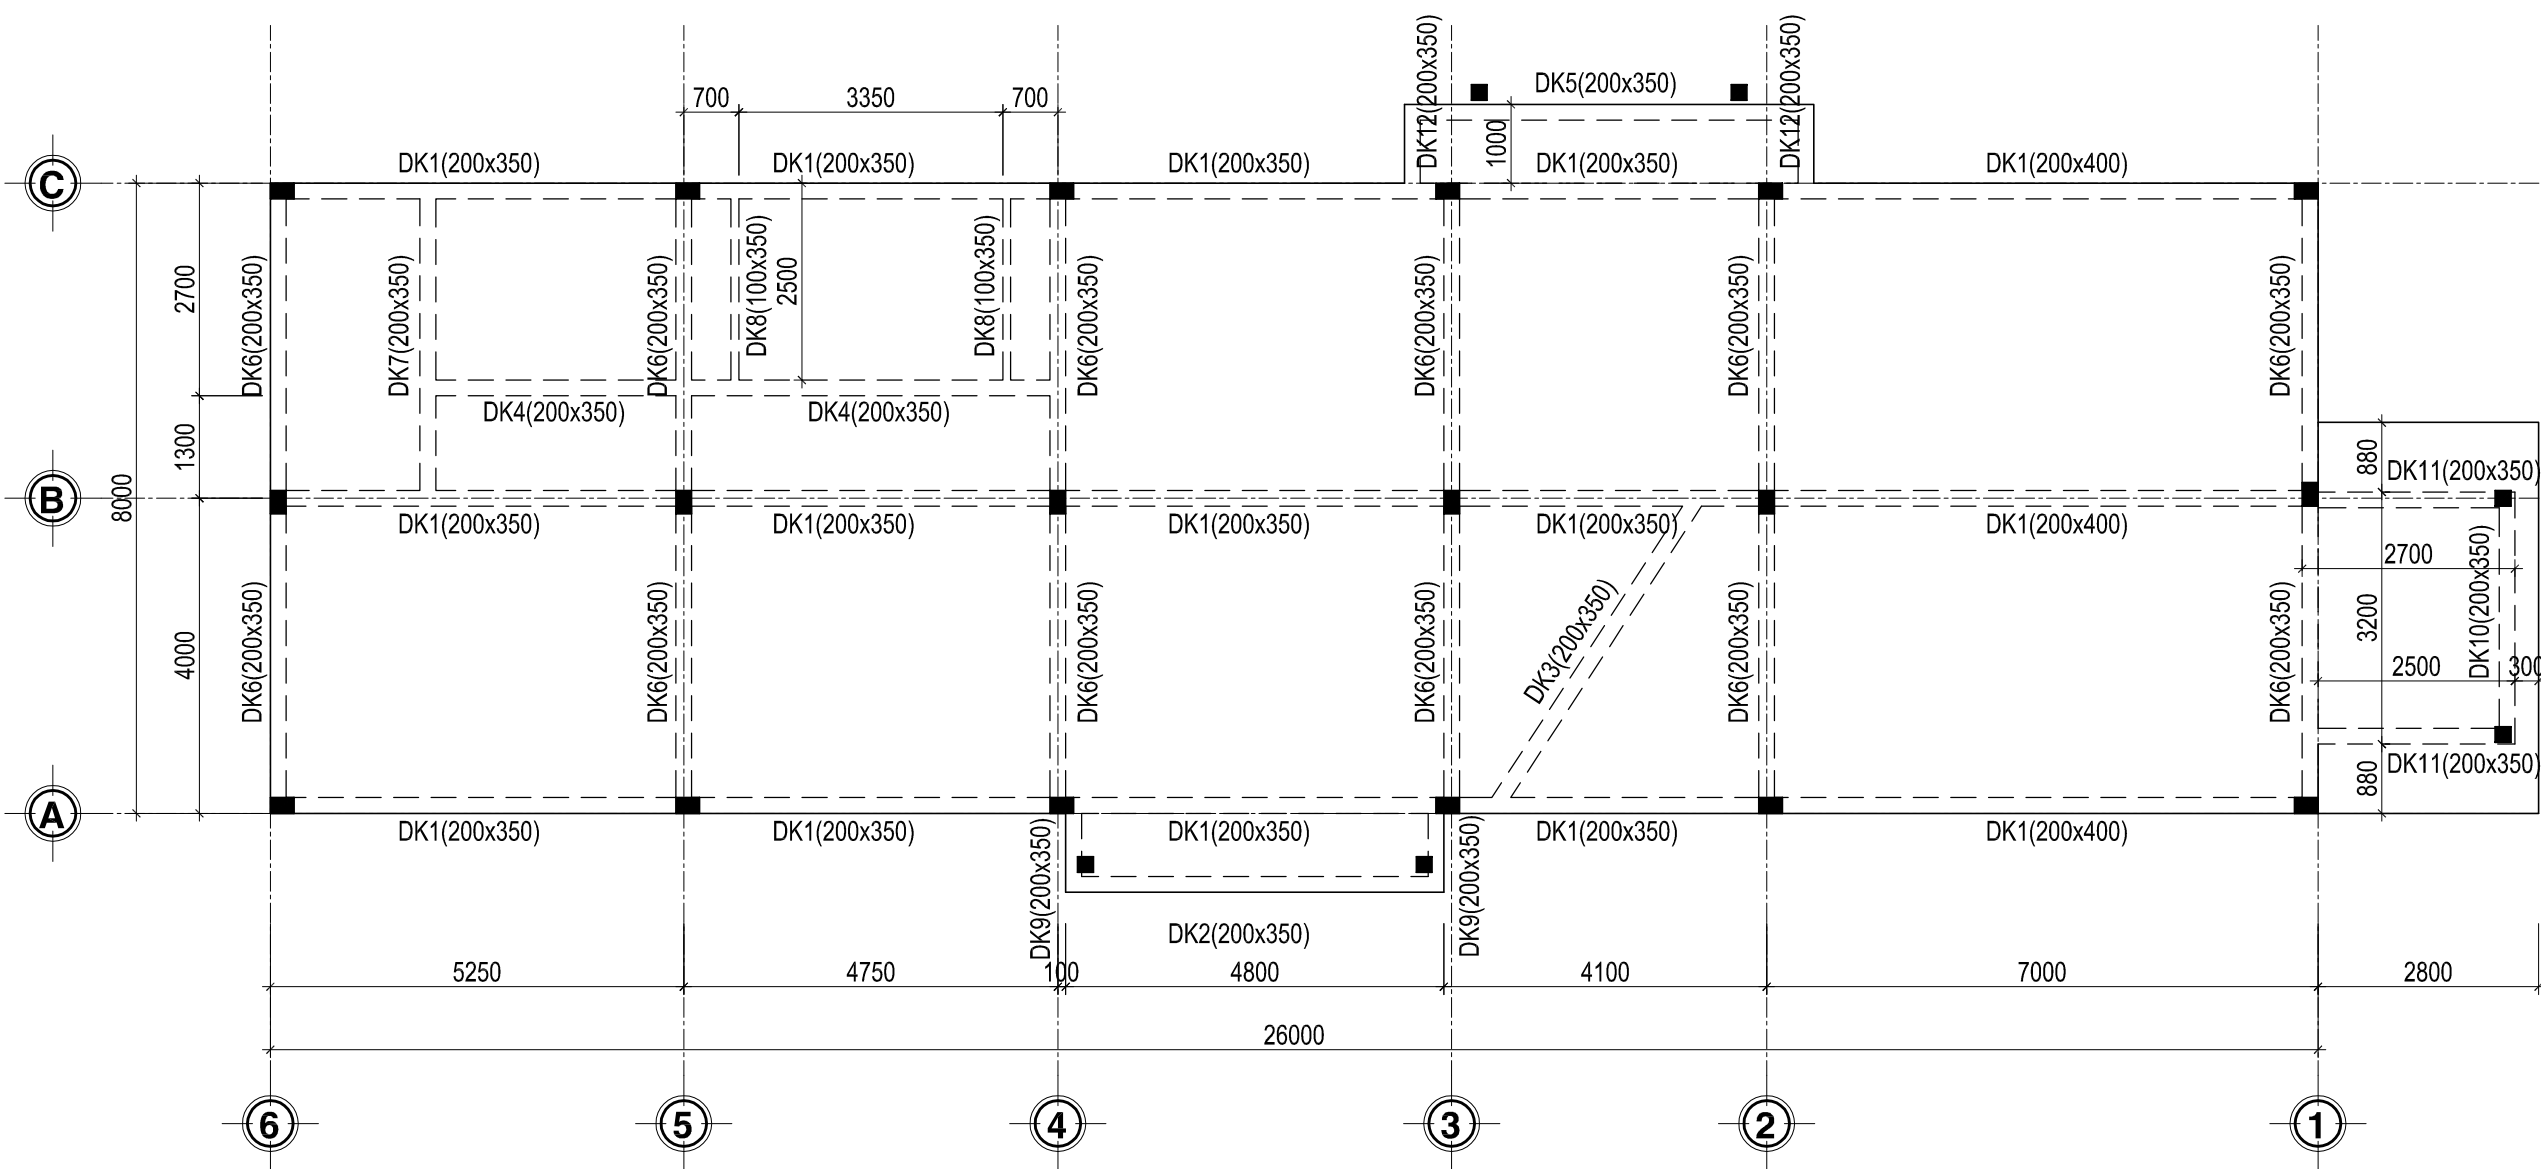 DK12(200x350)
DK12(200x350)
DK5(200x350)
700
3350
700
1000
C
DK1(200x350)
DK1(200x350)
DK1(200x350)
DK1(200x350)
DK1(200x400)
2700
DK6(200x350)
DK7(200x350)
DK6(200x350)
DK8(100x350)
2500
DK8(100x350)
DK6(200x350)
DK6(200x350)
DK6(200x350)
DK6(200x350)
1300
DK4(200x350)
DK4(200x350)
880
DK11(200x350)
8000
B
DK1(200x350)
DK1(200x350)
DK1(200x350)
DK1(200x350)
DK1(200x400)
2700
DK10(200x350)
3200
2500
300
4000
DK6(200x350)
DK6(200x350)
DK6(200x350)
DK6(200x350)
DK3(200x350)
DK6(200x350)
DK6(200x350)
880
DK11(200x350)
A
DK1(200x350)
DK1(200x350)
DK1(200x350)
DK1(200x350)
DK1(200x400)
DK9(200x350)
DK2(200x350)
DK9(200x350)
5250
4750
100
4800
4100
7000
2800
26000
6
5
4
3
2
1